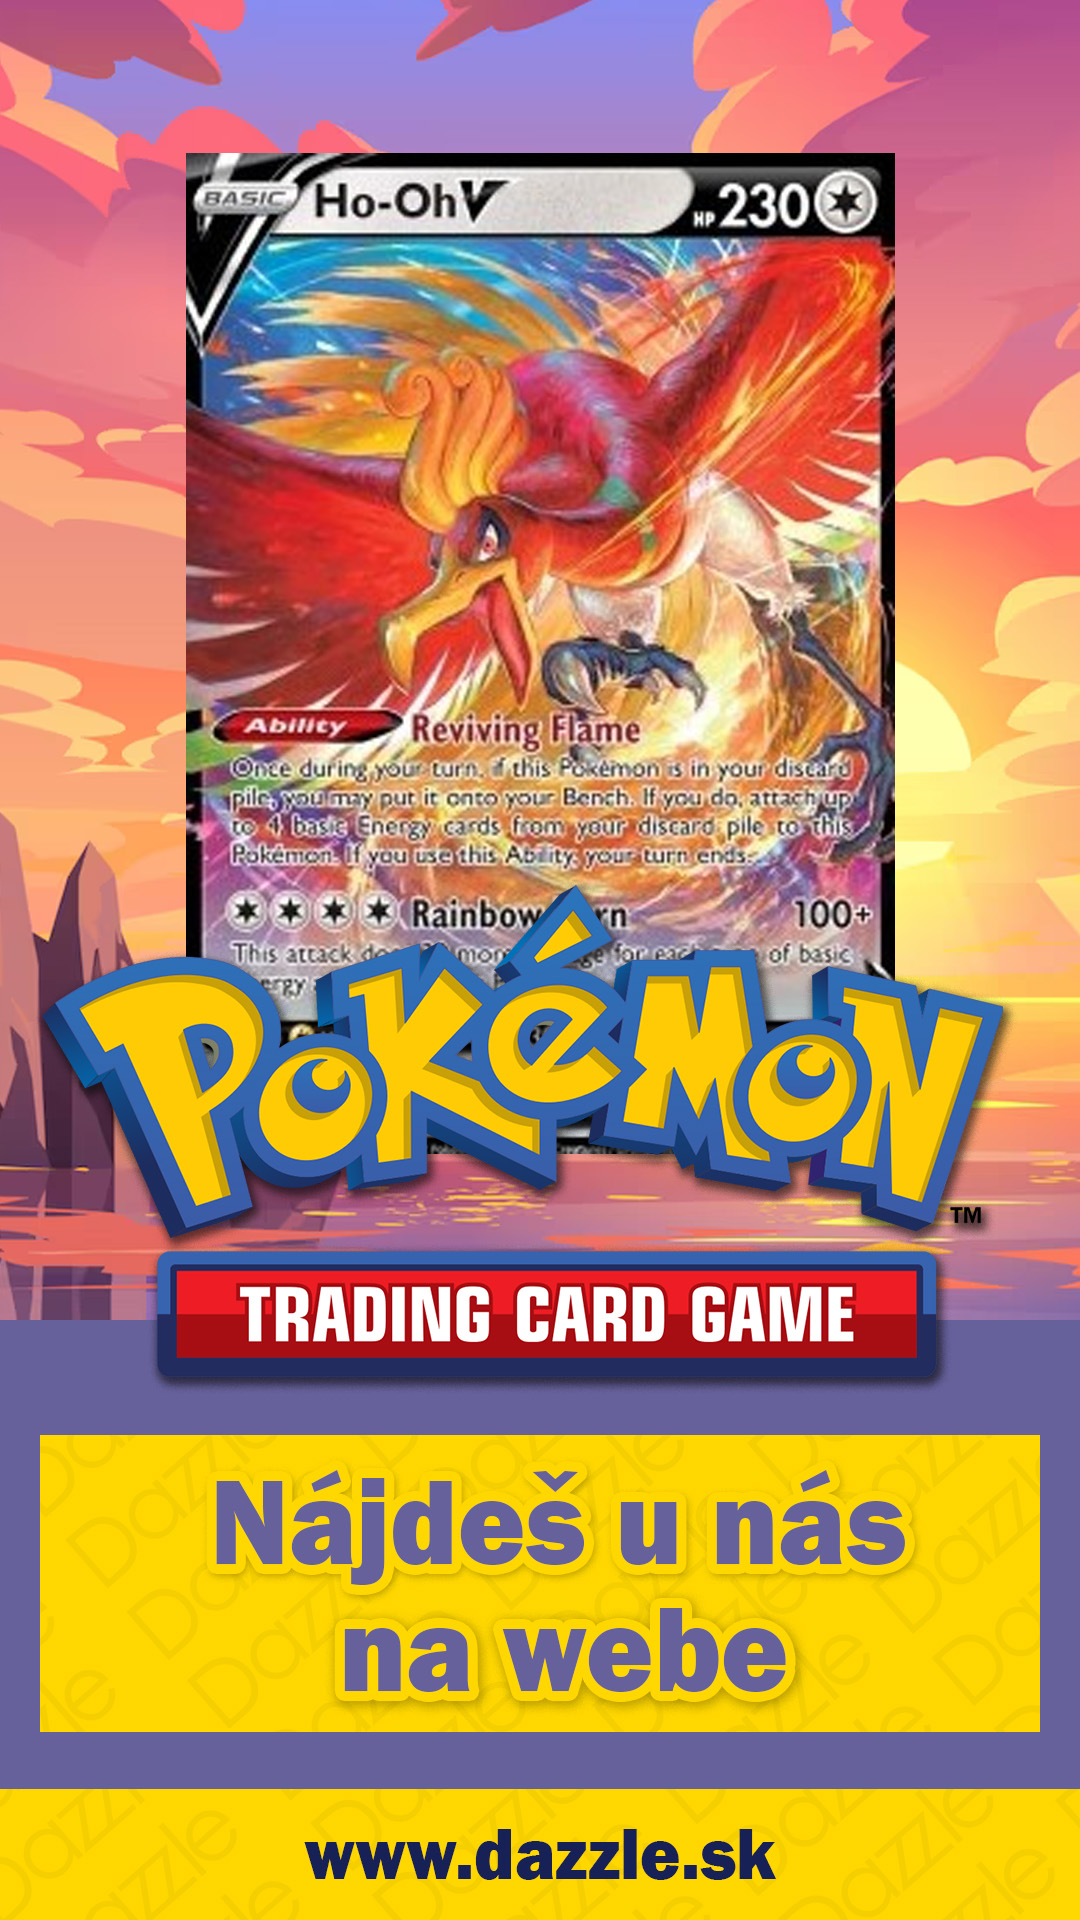 BASIC Ho-Oh V HP 230
Ability Reviving Flame
Once during your turn, if this Pokémon is in your discard
pile, you may put it onto your Bench. If you do, attach up
to 4 basic Energy cards from your discard pile to this
Pokémon. If you use this Ability, your turn ends.
Rainbow 100+
This attack more for of basic
POKÉMON
TM
TRADING CARD GAME
Nájdeš u nás
na webe
www.dazzle.sk
Dazzle